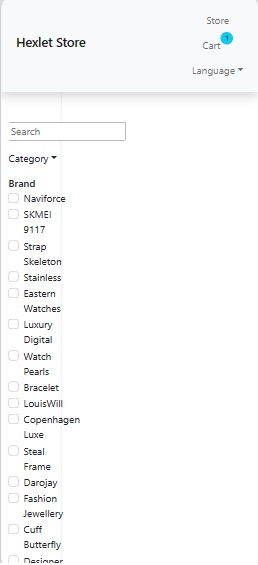 Store
Hexlet Store
Cart 1
Language
Search
Category
Brand
Naviforce
SKMEI
9117
Strap
Skeleton
Stainless
Eastern
Watches
Luxury
Digital
Watch
Pearls
Bracelet
LouisWill
Copenhagen
Luxe
Steal
Frame
Darojay
Fashion
Jewellery
Cuff
Butterfly
Designer